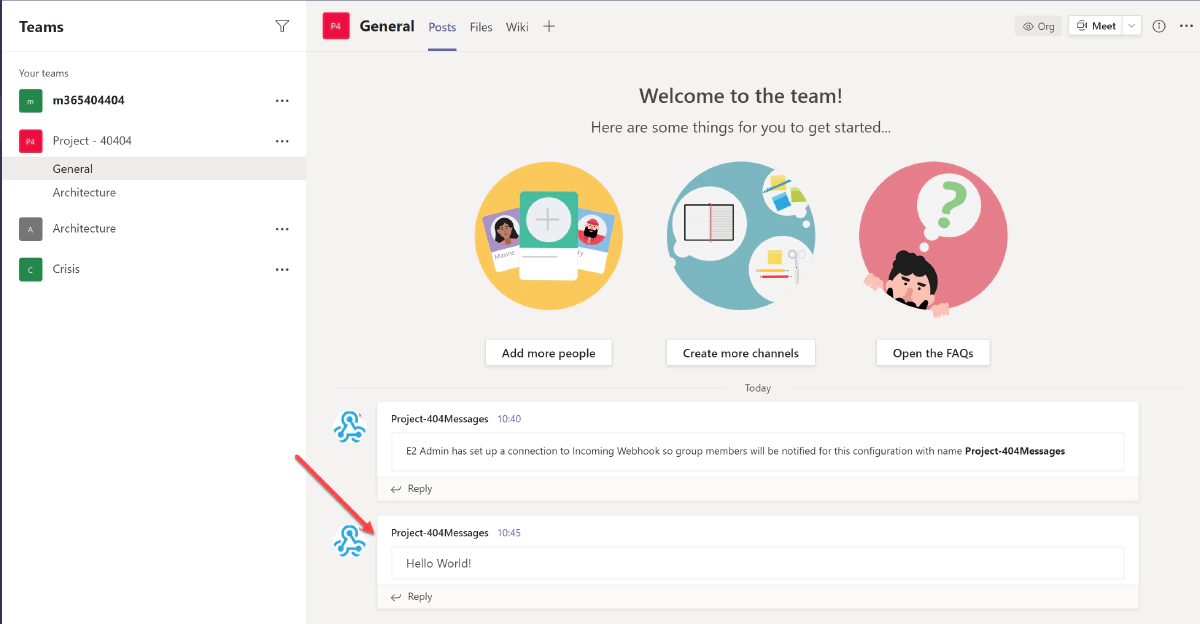 Teams
Your teams
m
m365404404
P4
Project - 40404
General
Architecture
A
Architecture
C
Crisis
P4
General
Posts
Files
Wiki
Org
Meet
Welcome to the team!
Here are some things for you to get started...
Maxine
Add more people
Create more channels
Open the FAQs
Today
Project-404Messages 10:40
E2 Admin has set up a connection to Incoming Webhook so group members will be notified for this configuration with name Project-404Messages
Reply
Project-404Messages 10:45
Hello World!
Reply